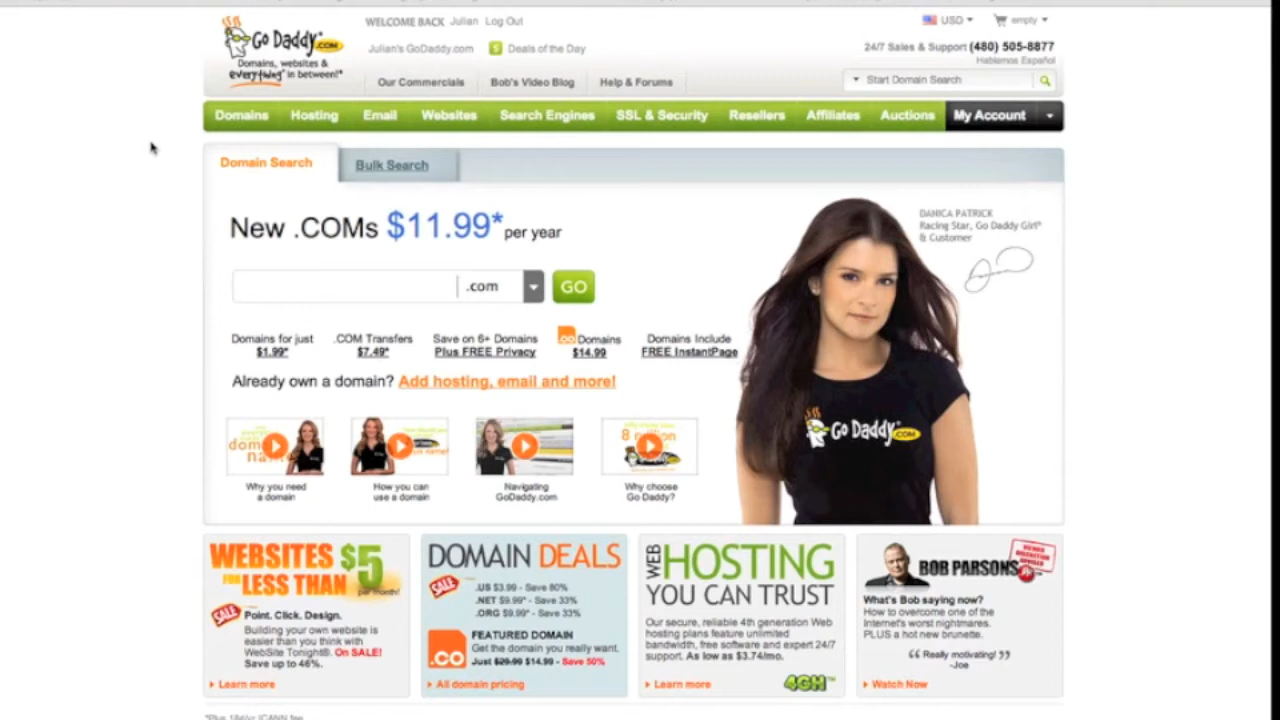 WELCOME BACK Julian Log Out
USD
empty
Go Daddy .COM
Domains, websites &
everything* in between!*
Julian's GoDaddy.com
Deals of the Day
24/7 Sales & Support (480) 505-8877
Hablamos Español
Our Commercials
Bob's Video Blog
Help & Forums
Start Domain Search
Domains
Hosting
Email
Websites
Search Engines
SSL & Security
Resellers
Affiliates
Auctions
My Account
Domain Search
Bulk Search
New .COMs $11.99* per year
DANICA PATRICK
Racing Star, Go Daddy Girl®
& Customer
.com
GO
Domains for just
$1.99*
.COM Transfers
$7.49*
Save on 6+ Domains
Plus FREE Privacy
.co Domains
$14.99
Domains Include
FREE InstantPage
Already own a domain? Add hosting, email and more!
Go Daddy .COM
8 million
Why you need
a domain
How you can
use a domain
Navigating
GoDaddy.com
Why choose
Go Daddy?
WEBSITES
FOR LESS THAN
$5
per month!
SALE
Point. Click. Design.
Building your own website is
easier than you think with
WebSite Tonight®. On SALE!
Save up to 46%.
Learn more
DOMAIN DEALS
SALE
.US $3.99 - Save 80%
.NET $9.99* - Save 33%
.ORG $9.99* - Save 33%
.co
FEATURED DOMAIN
Get the domain you really want.
Just $29.99 $14.99 - Save 50%
All domain pricing
WEB HOSTING
YOU CAN TRUST
Our secure, reliable 4th generation Web
hosting plans feature unlimited
bandwidth, free software and expert 24/7
support. As low as $3.74/mo.
Learn more
4GH™
BOB PARSONS
VIEWER
DISCRETION
ADVISED
What's Bob saying now?
How to overcome one of the
Internet's worst nightmares.
PLUS a hot new brunette.
“ Really motivating! ”
-Joe
Watch Now